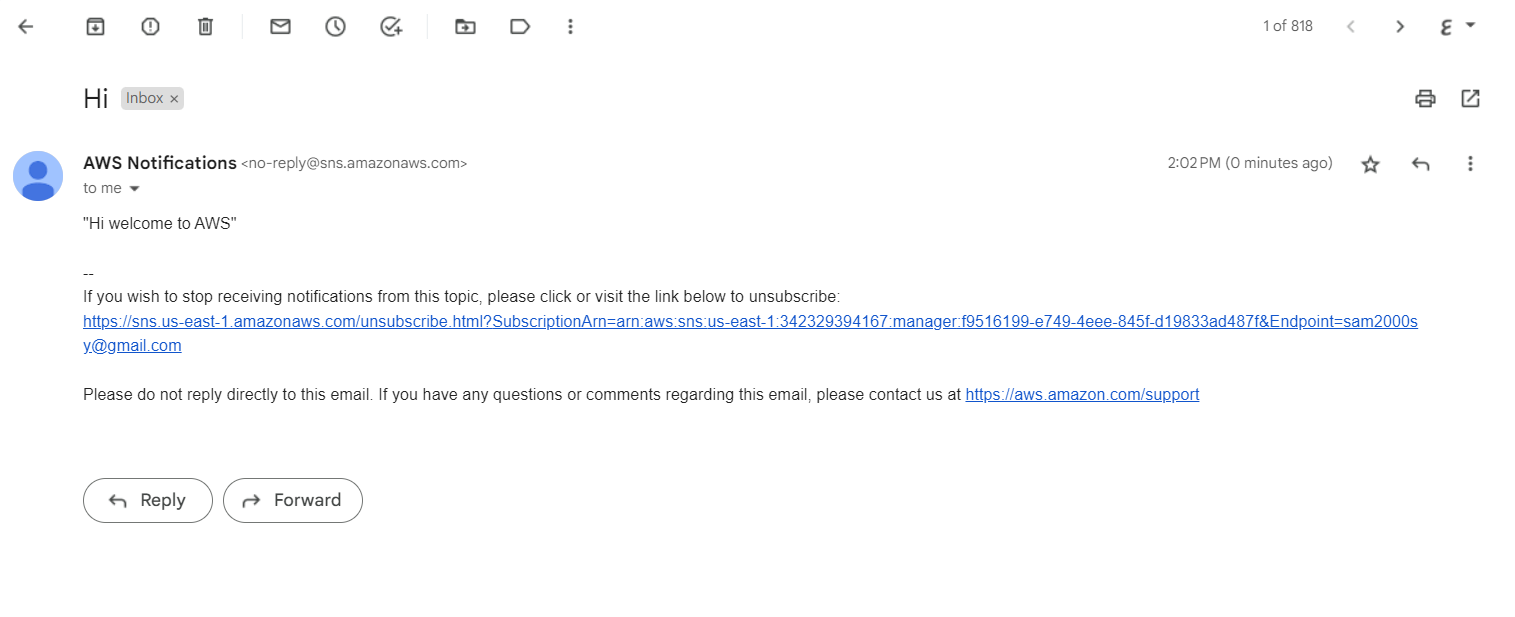 1 of 818
Hi Inbox ×
AWS Notifications <no-reply@sns.amazonaws.com> 2:02 PM (0 minutes ago)
to me
"Hi welcome to AWS"
--
If you wish to stop receiving notifications from this topic, please click or visit the link below to unsubscribe:
https://sns.us-east-1.amazonaws.com/unsubscribe.html?SubscriptionArn=arn:aws:sns:us-east-1:342329394167:manager:f9516199-e749-4eee-845f-d19833ad487f&Endpoint=sam2000s
y@gmail.com
Please do not reply directly to this email. If you have any questions or comments regarding this email, please contact us at https://aws.amazon.com/support
Reply Forward